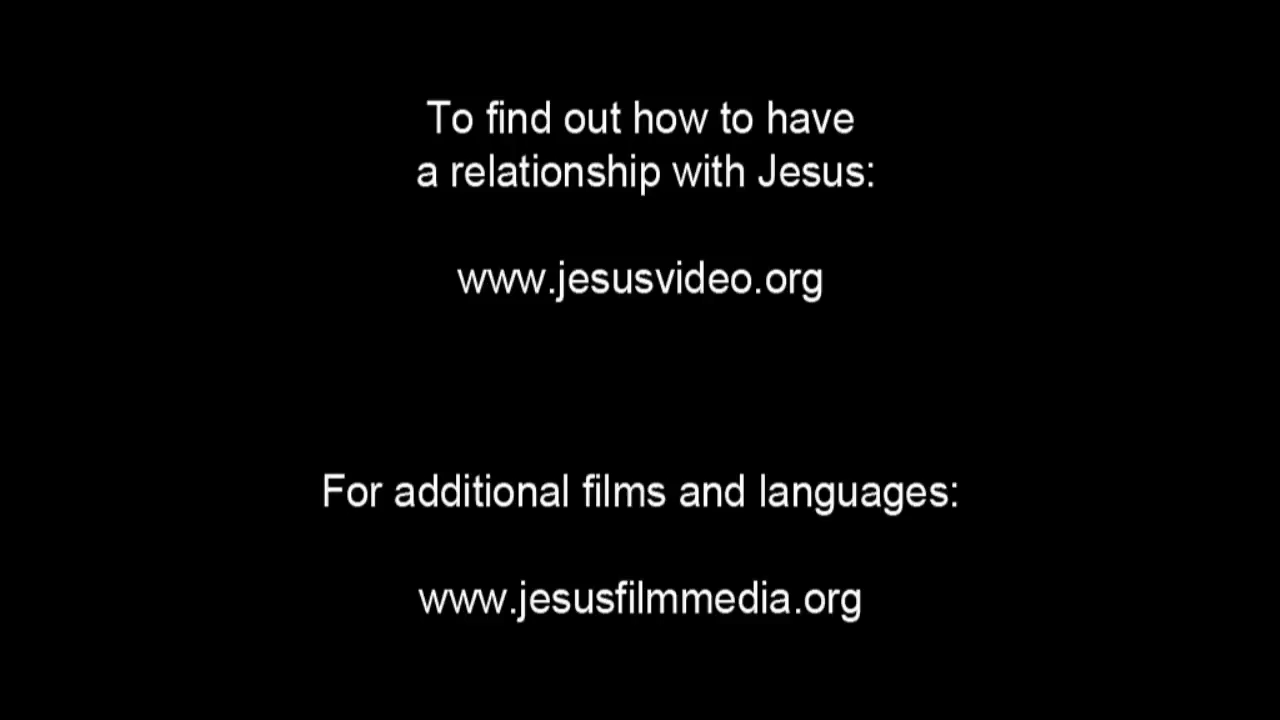 To find out how to have
a relationship with Jesus:
www.jesusvideo.org
For additional films and languages:
www.jesusfilmmedia.org